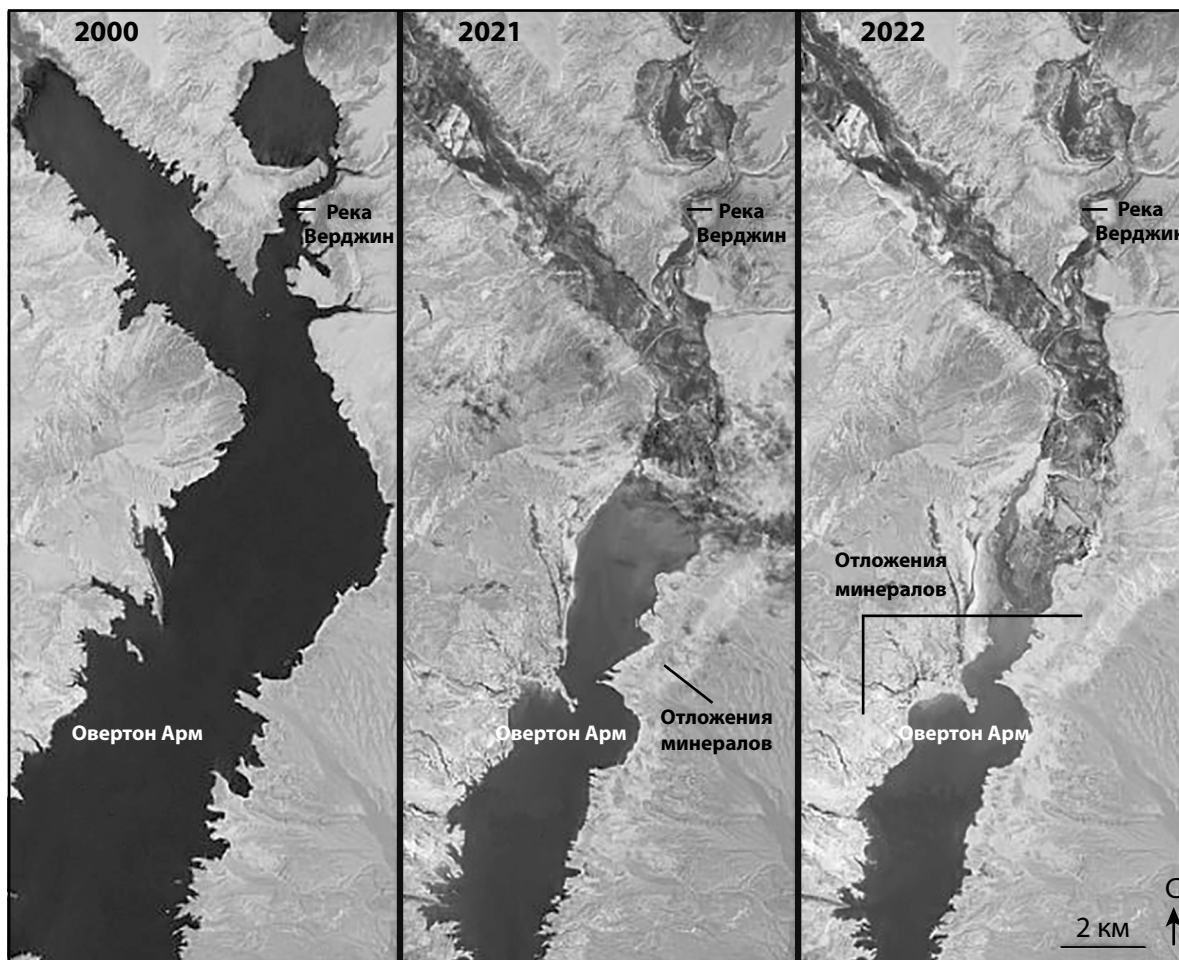 2000
Река
Верджин
Овертон Арм
2021
Река
Верджин
Овертон Арм
Отложения
минералов
2022
Река
Верджин
Отложения
минералов
Овертон Арм
С
2 км